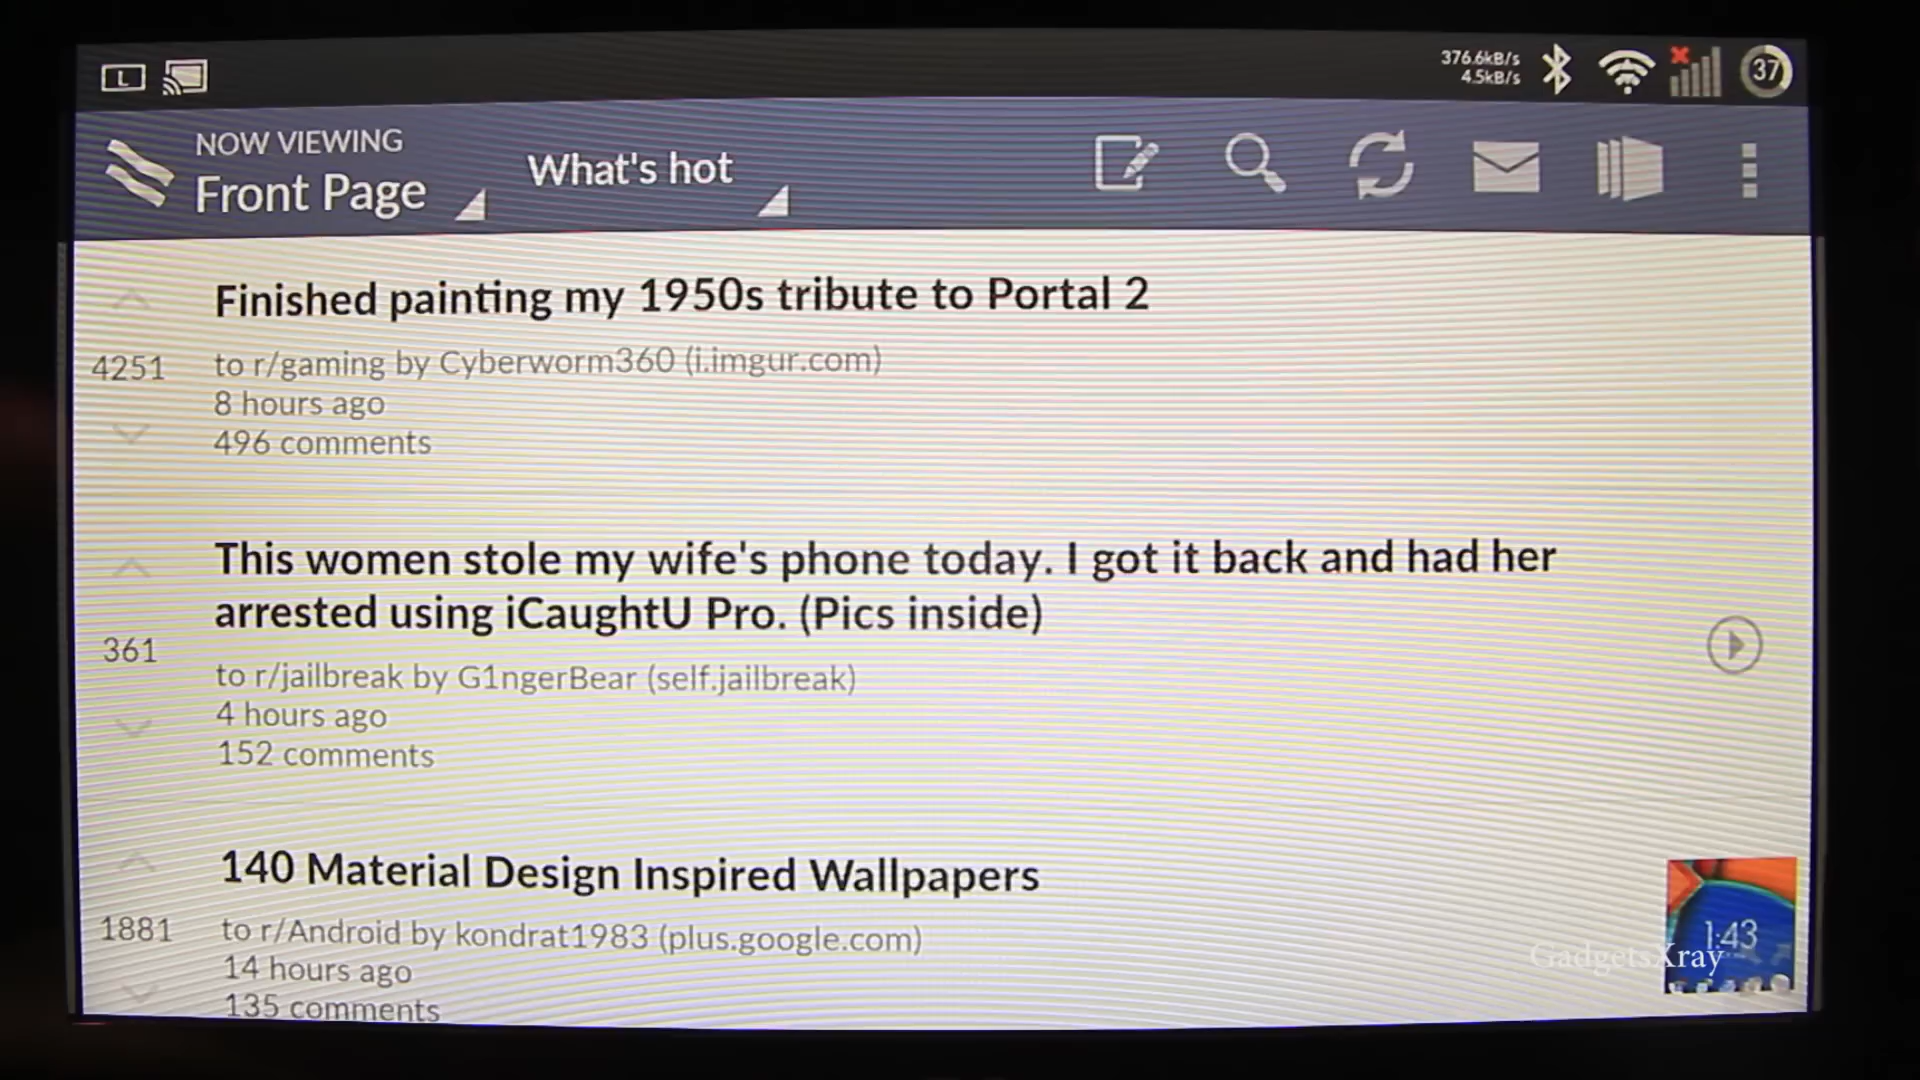 L
376.6kB/s
4.5kB/s
37
NOW VIEWING
Front Page
What's hot
Finished painting my 1950s tribute to Portal 2
4251
to r/gaming by Cyberworm360 (i.imgur.com)
8 hours ago
496 comments
This women stole my wife's phone today. I got it back and had her
arrested using iCaughtU Pro. (Pics inside)
361
to r/jailbreak by G1ngerBear (self.jailbreak)
4 hours ago
152 comments
140 Material Design Inspired Wallpapers
1881
to r/Android by kondrat1983 (plus.google.com)
14 hours ago
135 comments
1:43
GadgetsXray